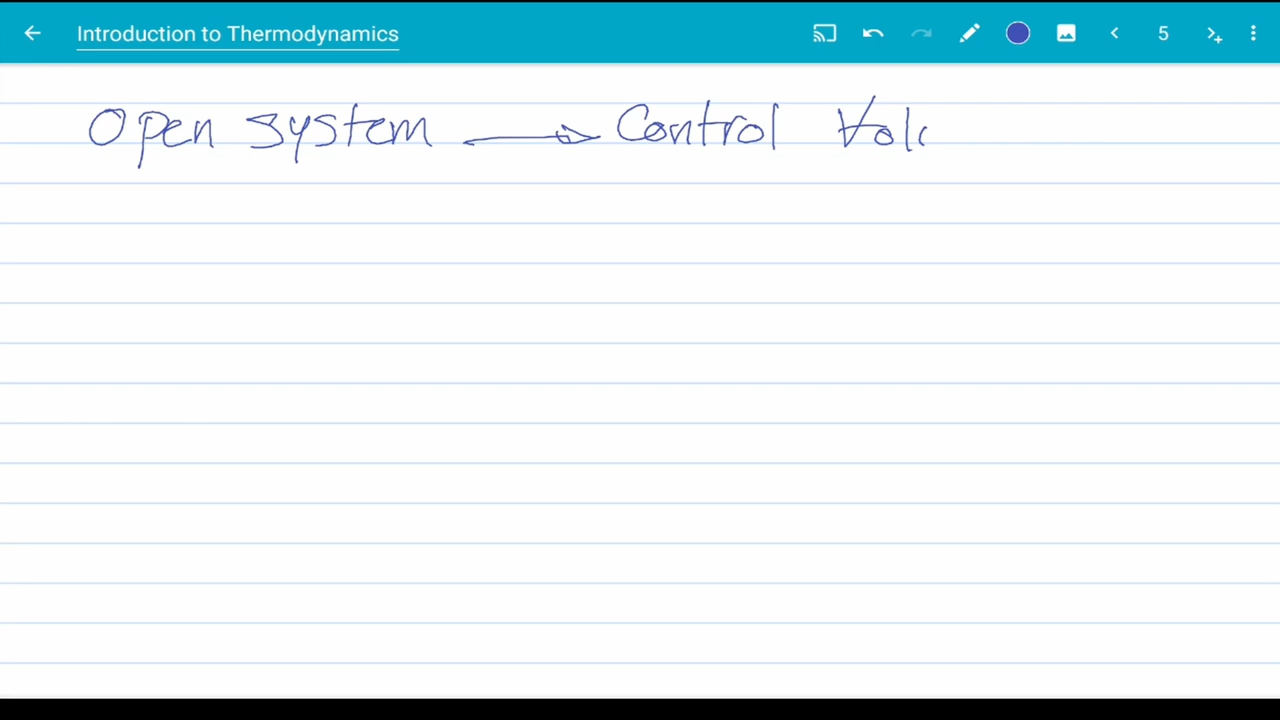 Introduction to Thermodynamics
5
Open system → Control Vol